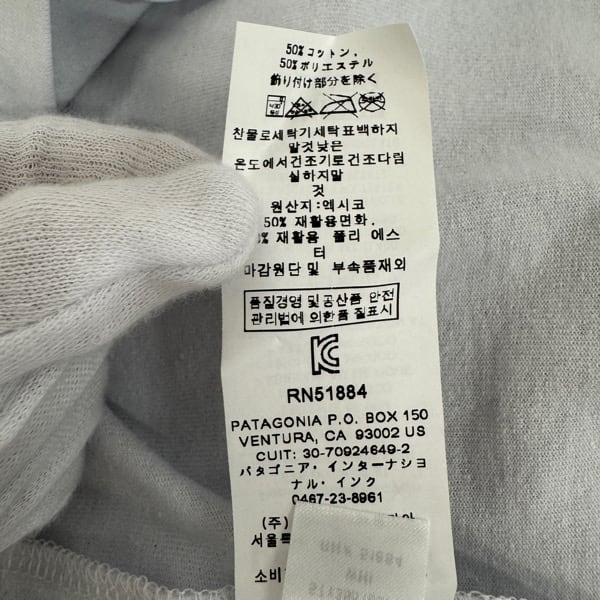 50% コットン.
50% ポリエステル
飾り付け部分を除く
친물로세탁기세탁표백하지
말것낮은
온도에서건조기로건조다림
실하지말
것
원산지:엑시코
50% 재활용면화.
% 재활용 폴리 에스
터
마감원단 및 부속품재외
품질경영 및공산품 안전
관리법에 의한품 질표시
RN51884
PATAGONIA P.O. BOX 150
VENTURA, CA 93002 US
CUIT: 30-70924649-2
パタゴニア・インターナショ
ナル・インク
0467-23-8961
(주)
서울특
소비
RN# 51884